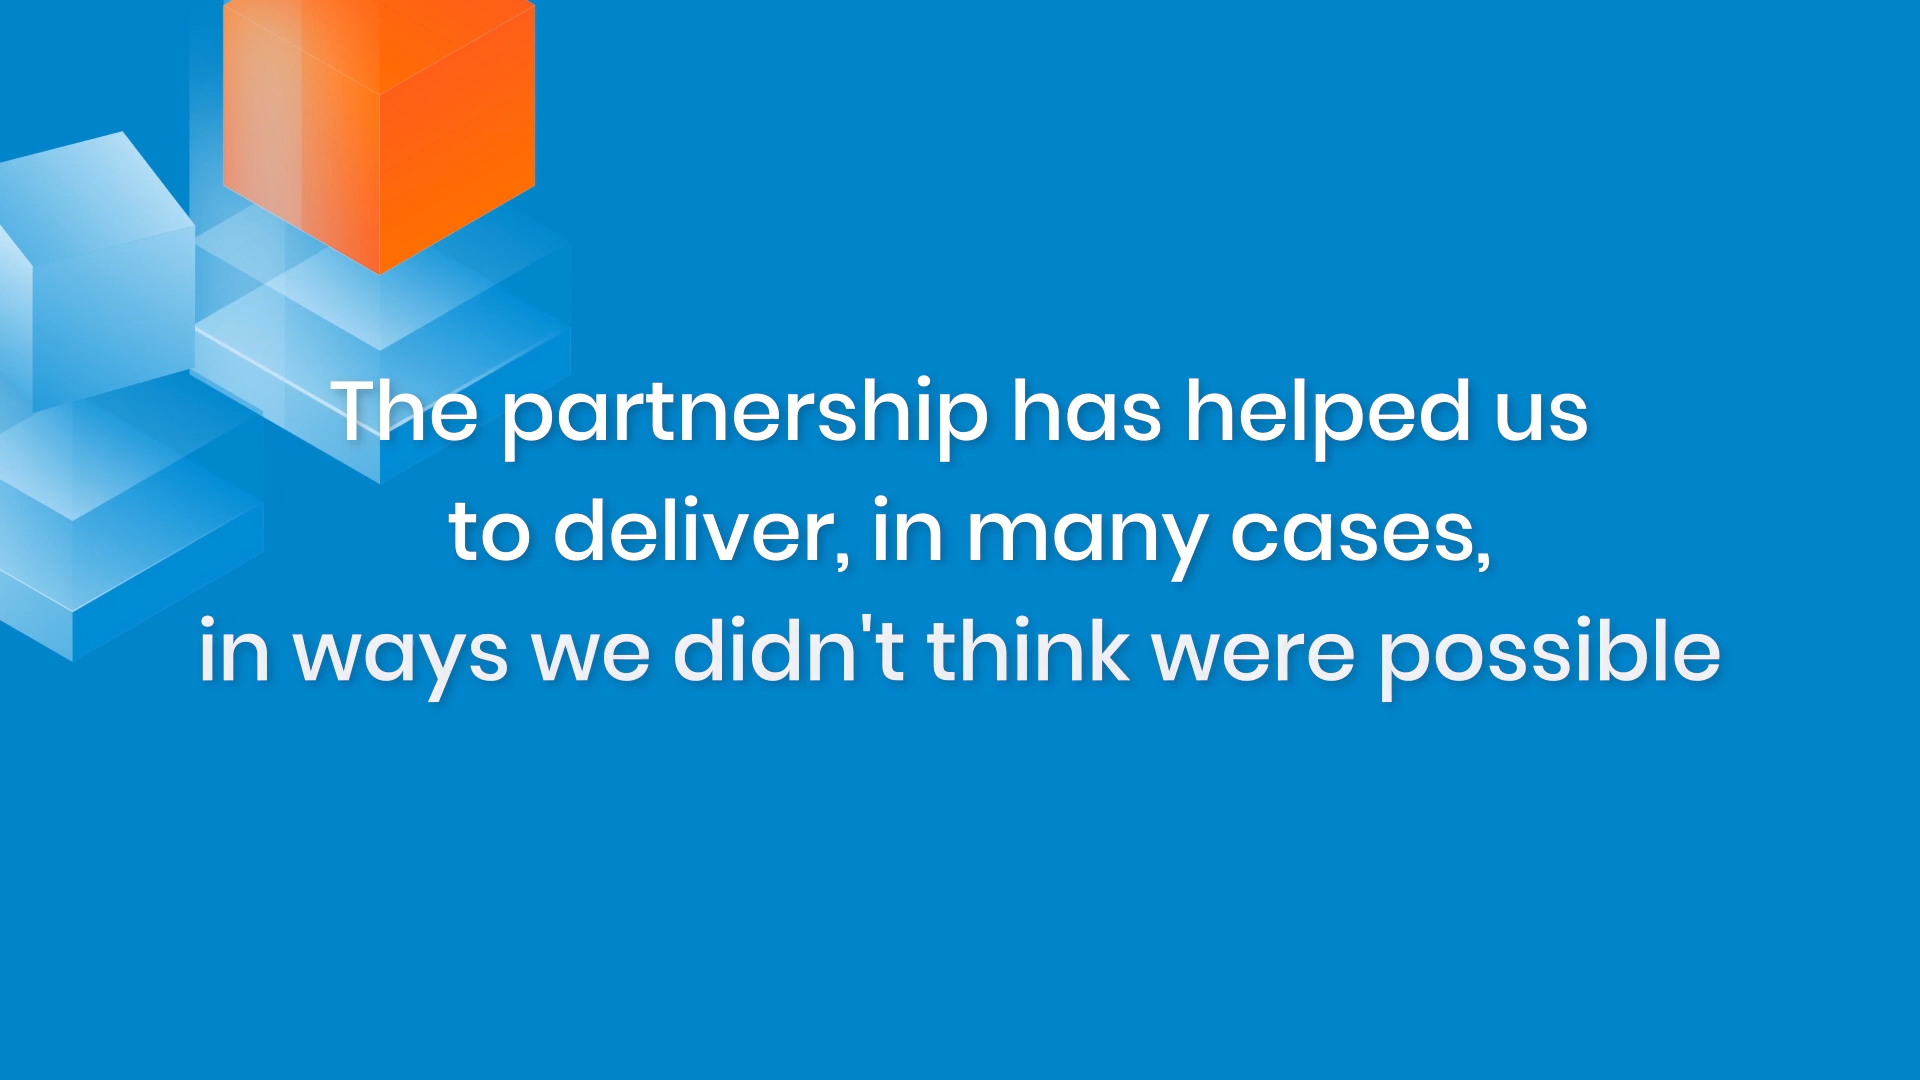 The partnership has helped us
to deliver, in many cases,
in ways we didn't think were possible